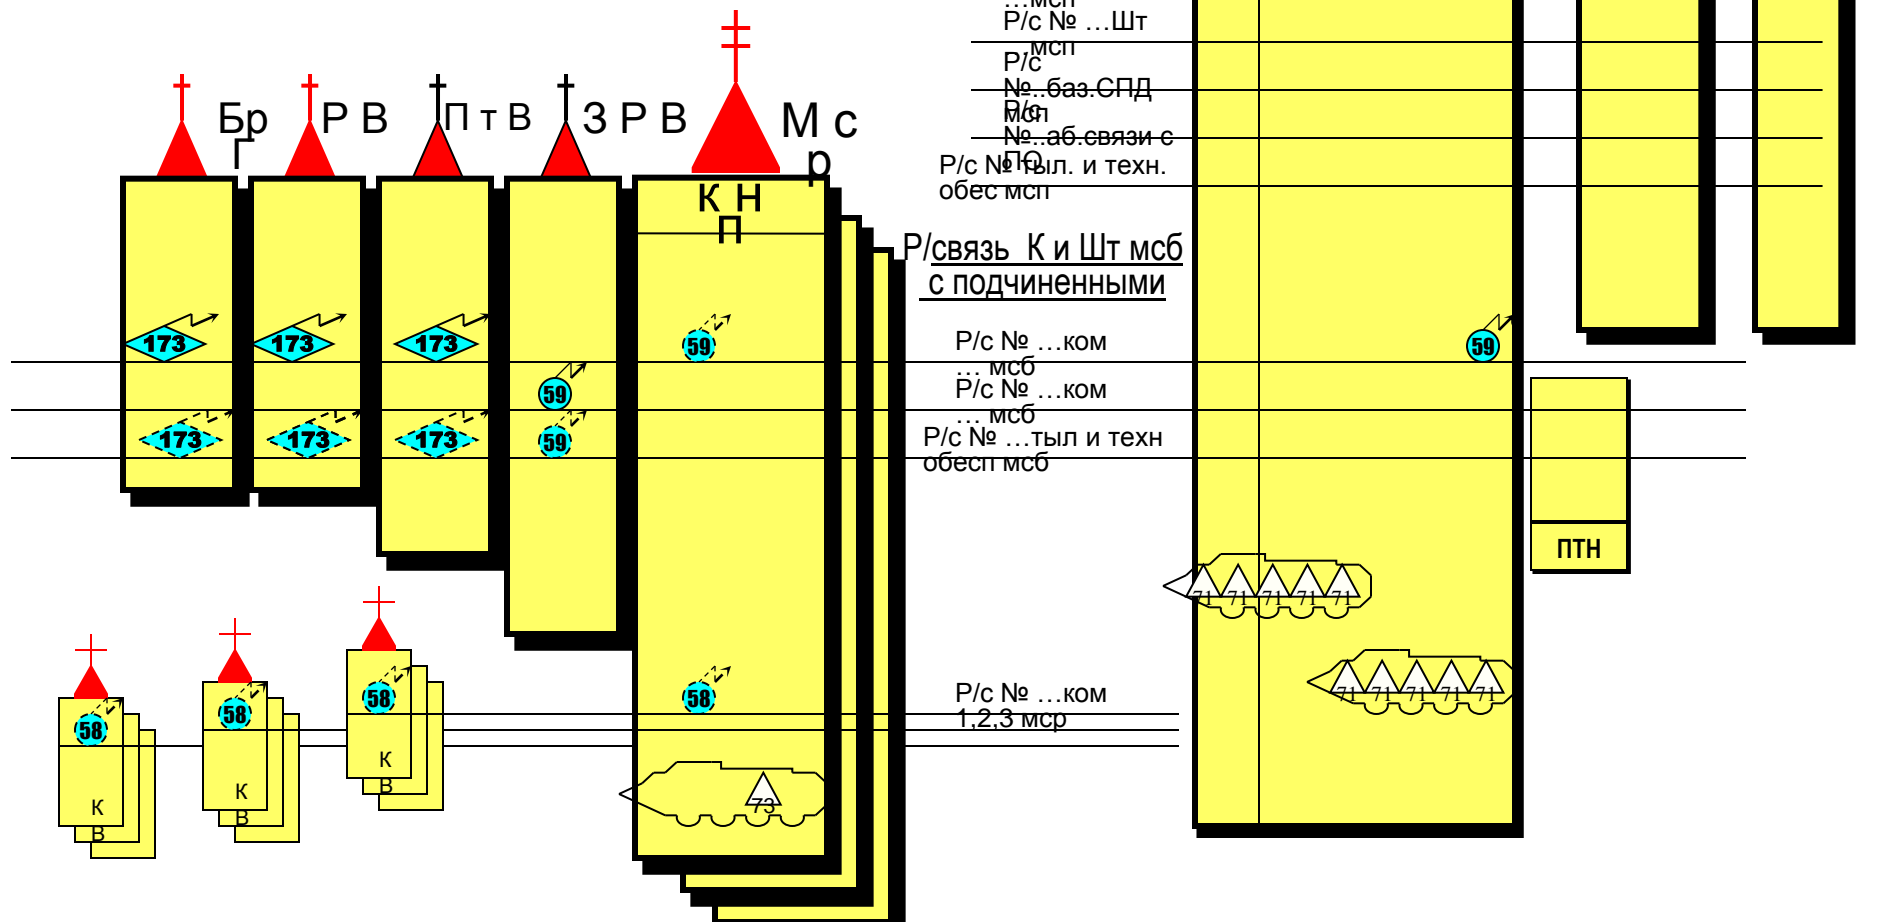 …мсп
Р/с № …Шт
мсп
Р/с
№..баз.СПД
мсп
Р/с
№..аб.связи с
ПО
Р/с № тыл. и техн.
обес мсп
Бр
Г
Р В
П т В
З Р В
М с
р
К Н
П
Р/связь К и Шт мсб
с подчиненными
173
173
173
59
Р/с № …ком
… мсб
59
59
Р/с № …ком
… мсб
173
173
173
59
Р/с № …тыл и техн
обесп мсб
ПТН
71 71 71 71 71
71 71 71 71 71
58
58
58
58
Р/с № …ком
1,2,3 мср
К
В
К
В
К
В
73